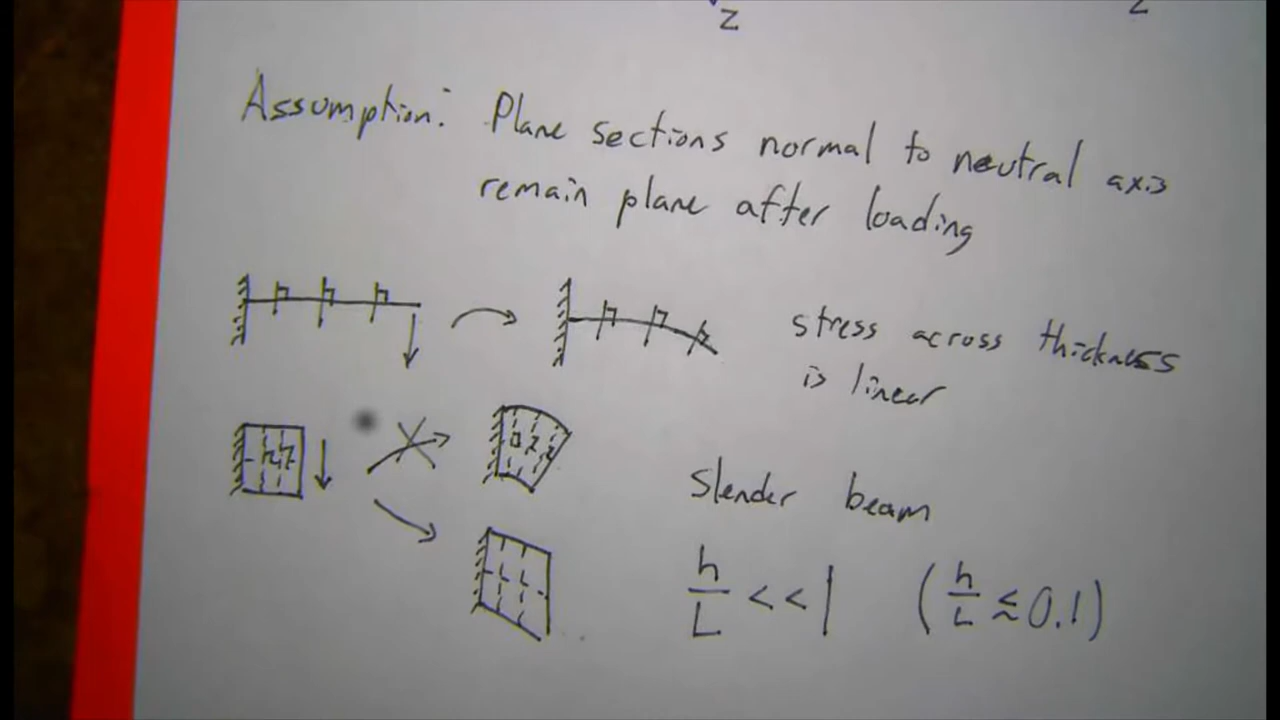 z
z
Assumption: Plane sections normal to neutral axis
remain plane after loading
stress across thickness
is linear
Slender beam
h/L << 1 (h/L ≲ 0.1)